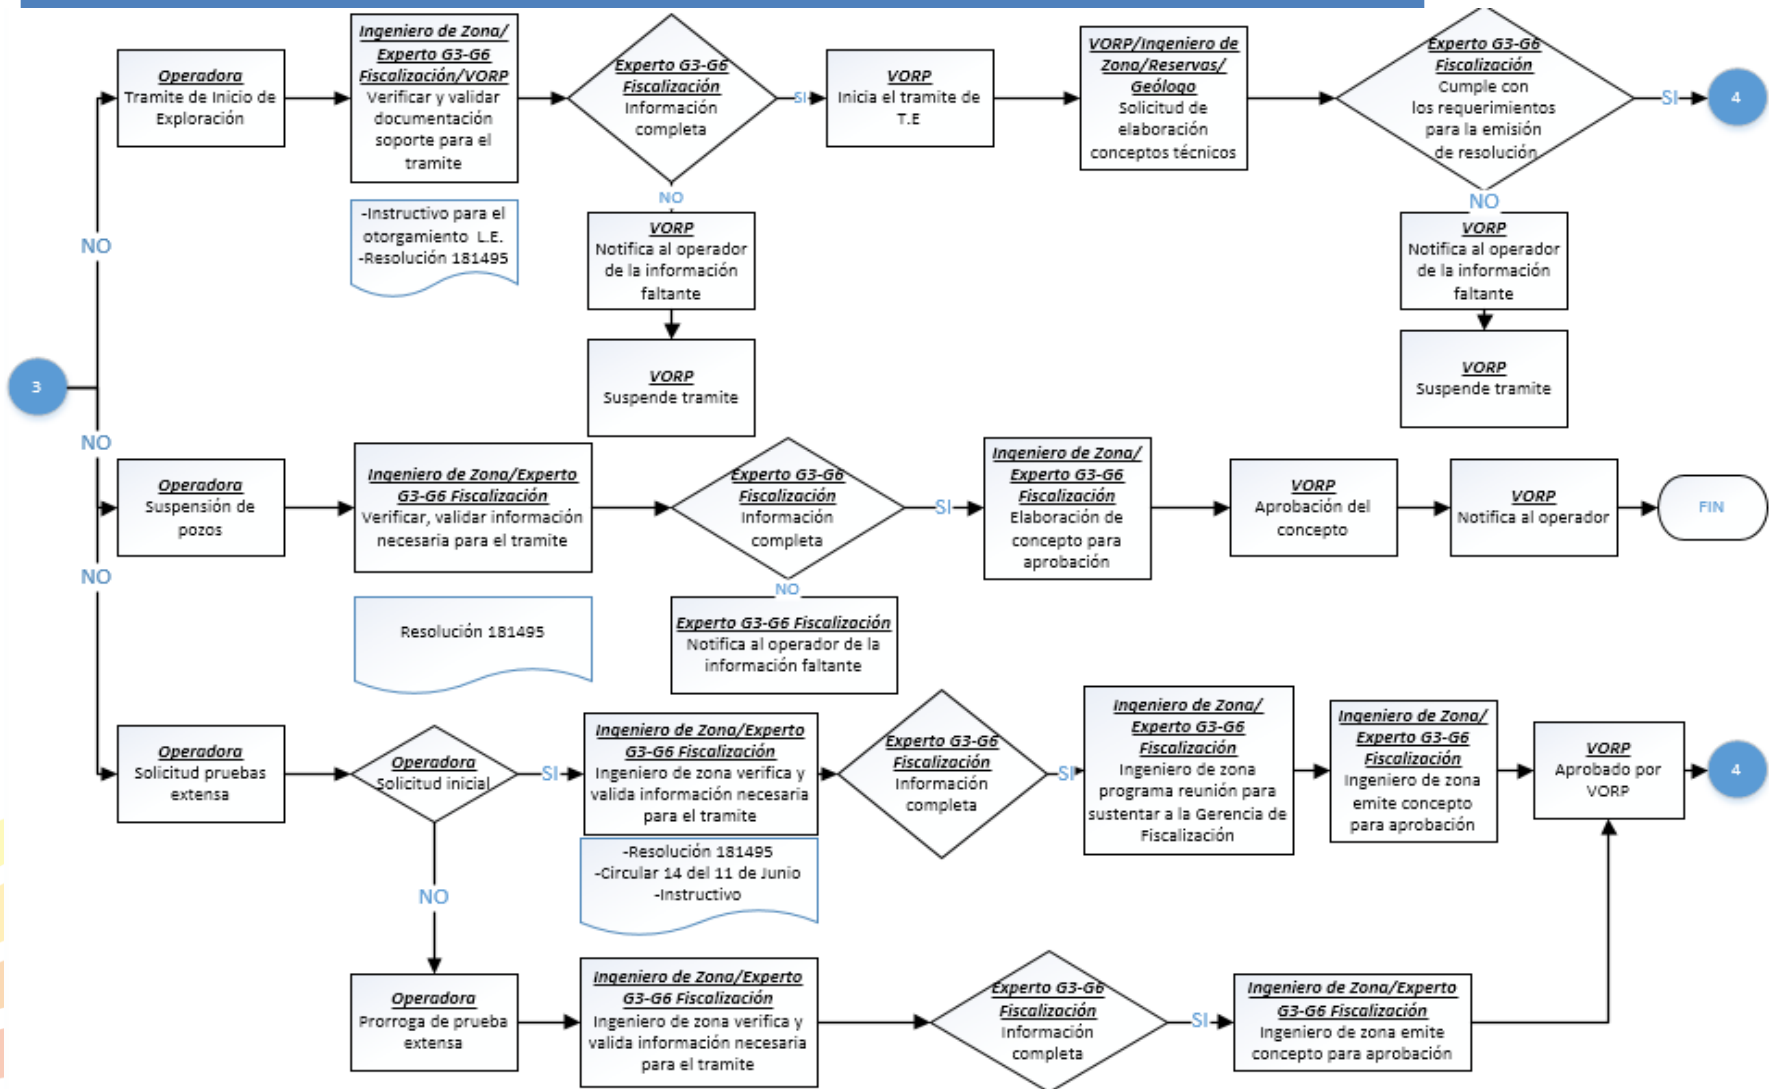 3
NO
NO
NO
Operadora
Tramite de Inicio de
Exploración
Ingeniero de Zona/
Experto G3-G6
Fiscalización/VORP
Verificar y validar
documentación
soporte para el
tramite
-Instructivo para el
otorgamiento L.E.
-Resolución 181495
Experto G3-G6
Fiscalización
Información
completa
SI
NO
VORP
Notifica al operador
de la información
faltante
VORP
Suspende tramite
VORP
Inicia el tramite de
T.E
VORP/Ingeniero de
Zona/Reservas/
Geólogo
Solicitud de
elaboración
conceptos técnicos
Experto G3-G6
Fiscalización
Cumple con
los requerimientos
para la emisión
de resolución
SI
4
NO
VORP
Notifica al operador
de la información
faltante
VORP
Suspende tramite
Operadora
Suspensión de
pozos
Ingeniero de Zona/Experto
G3-G6 Fiscalización
Verificar, validar información
necesaria para el tramite
Resolución 181495
Experto G3-G6
Fiscalización
Información
completa
SI
NO
Experto G3-G6 Fiscalización
Notifica al operador de la
información faltante
Ingeniero de Zona/
Experto G3-G6
Fiscalización
Elaboración de
concepto para
aprobación
VORP
Aprobación del
concepto
VORP
Notifica al operador
FIN
Operadora
Solicitud pruebas
extensa
Operadora
Solicitud inicial
SI
NO
Ingeniero de Zona/Experto
G3-G6 Fiscalización
Ingeniero de zona verifica y
valida información necesaria
para el tramite
-Resolución 181495
-Circular 14 del 11 de Junio
-Instructivo
Experto G3-G6
Fiscalización
Información
completa
SI
Ingeniero de Zona/
Experto G3-G6
Fiscalización
Ingeniero de zona
programa reunión para
sustentar a la Gerencia de
Fiscalización
Ingeniero de Zona/
Experto G3-G6
Fiscalización
Ingeniero de zona
emite concepto
para aprobación
VORP
Aprobado por
VORP
4
Operadora
Prorroga de prueba
extensa
Ingeniero de Zona/Experto
G3-G6 Fiscalización
Ingeniero de zona verifica y
valida información necesaria
para el tramite
Experto G3-G6
Fiscalización
Información
completa
SI
Ingeniero de Zona/Experto
G3-G6 Fiscalización
Ingeniero de zona emite
concepto para aprobación